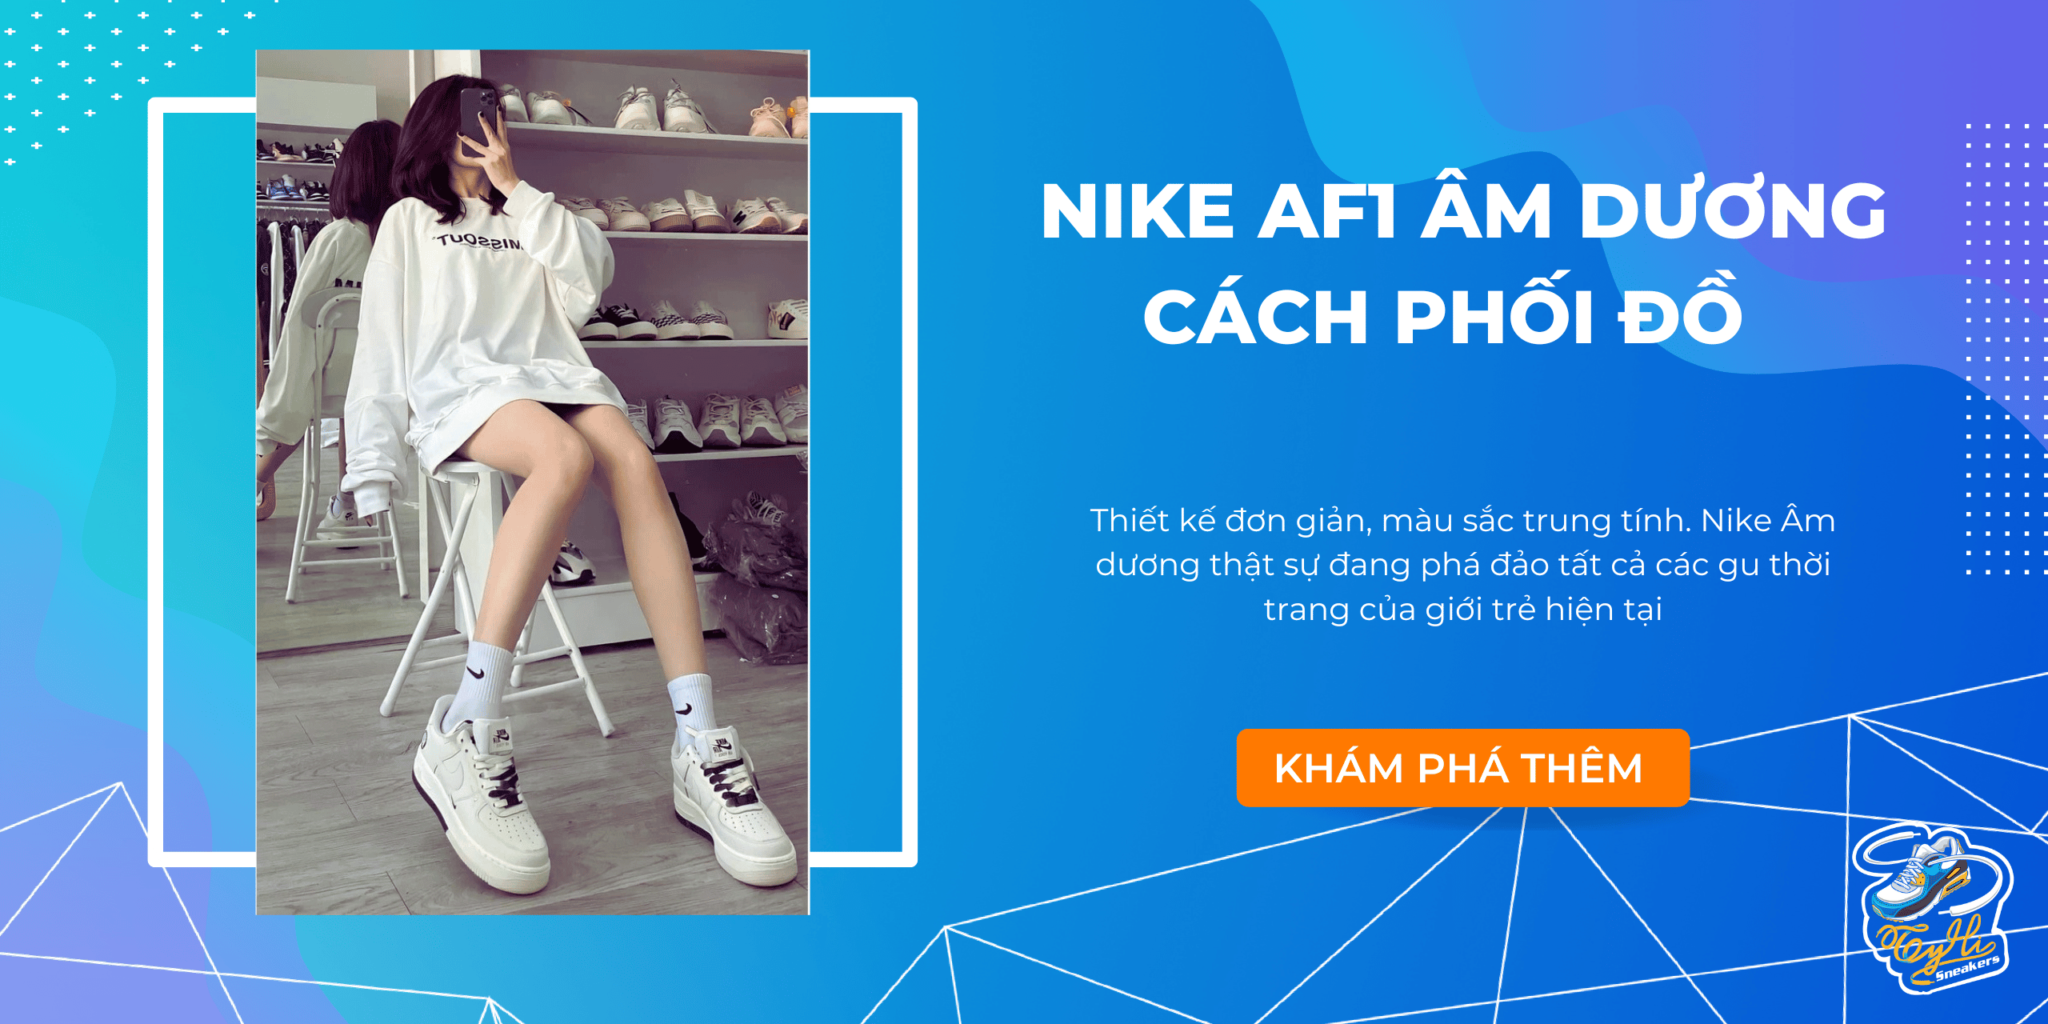 NIKE AF1 ÂM DƯƠNG
CÁCH PHỐI ĐỒ
Thiết kế đơn giản, màu sắc trung tính. Nike Âm
dương thật sự đang phá đảo tất cả các gu thời
trang của giới trẻ hiện tại
KHÁM PHÁ THÊM
TyHi
Sneakers
MISSOUT